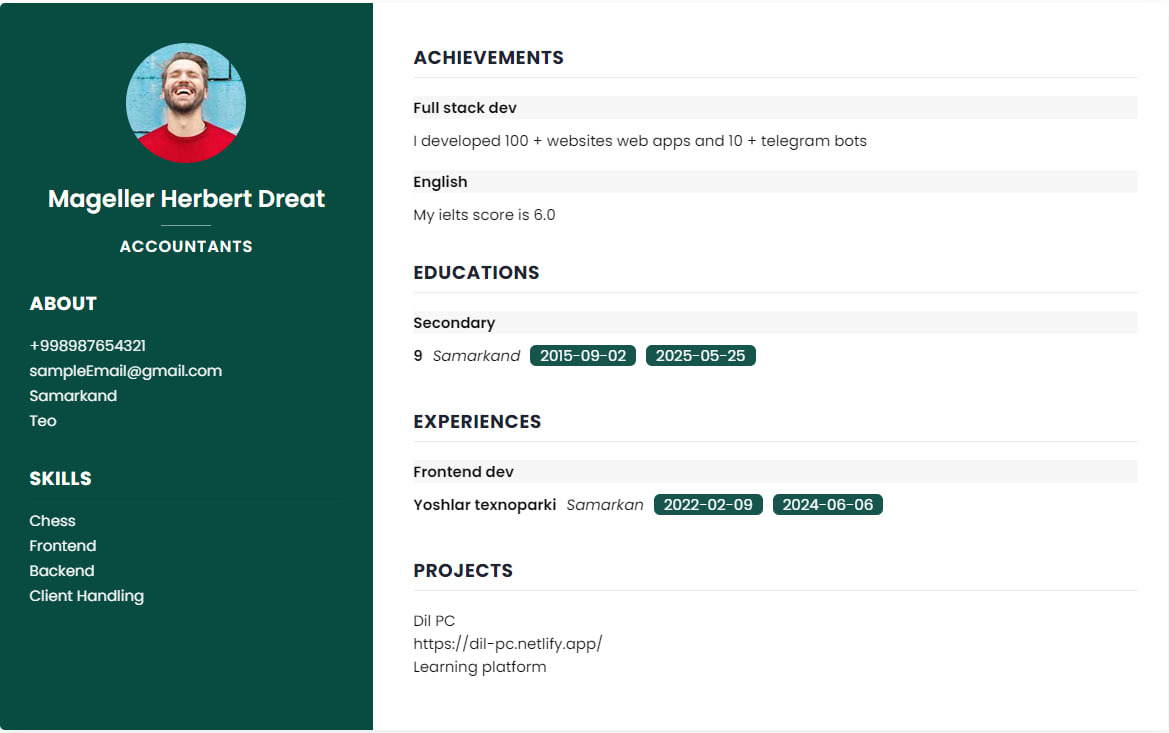 Mageller Herbert Dreat
ACCOUNTANTS
ABOUT
+998987654321
sampleEmail@gmail.com
Samarkand
Teo
SKILLS
Chess
Frontend
Backend
Client Handling
ACHIEVEMENTS
Full stack dev
I developed 100 + websites web apps and 10 + telegram bots
English
My ielts score is 6.0
EDUCATIONS
Secondary
9 Samarkand 2015-09-02 2025-05-25
EXPERIENCES
Frontend dev
Yoshlar texnoparki Samarkan 2022-02-09 2024-06-06
PROJECTS
Dil PC
https://dil-pc.netlify.app/
Learning platform